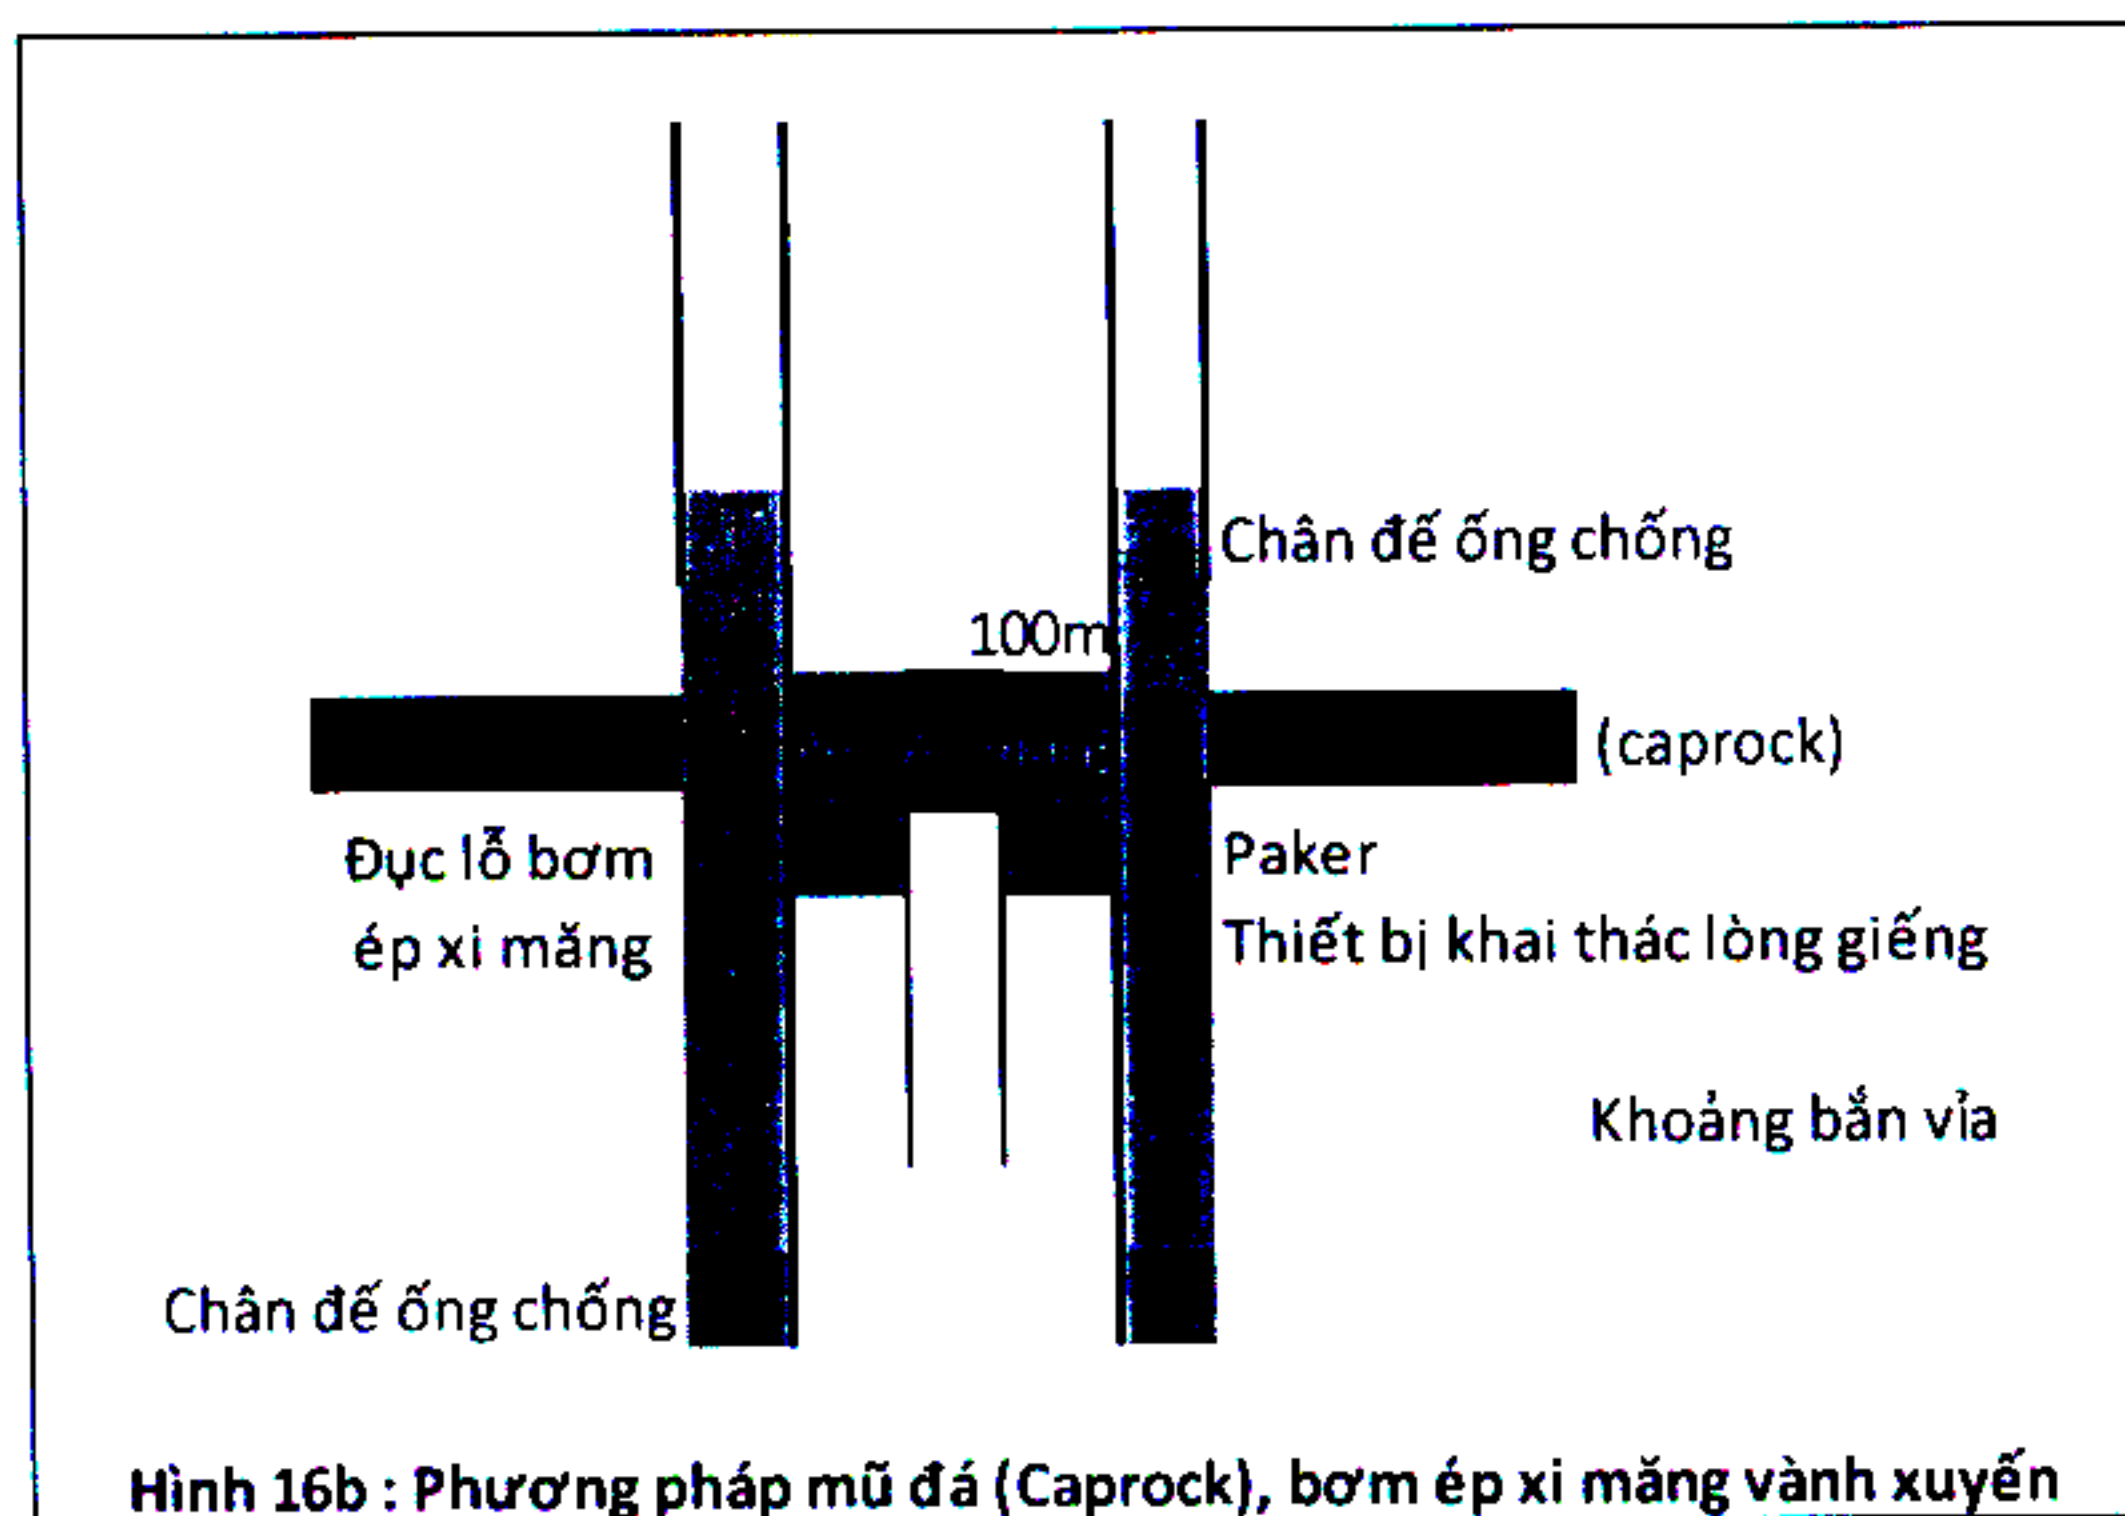 Chân đế ống chống
100m
(caprock)
Đục lỗ bơm
ép xi măng
Paker
Thiết bị khai thác lòng giếng
Khoảng bắn vỉa
Chân đế ống chống
Hình 16b : Phương pháp mũ đá (Caprock), bơm ép xi măng vành xuyến